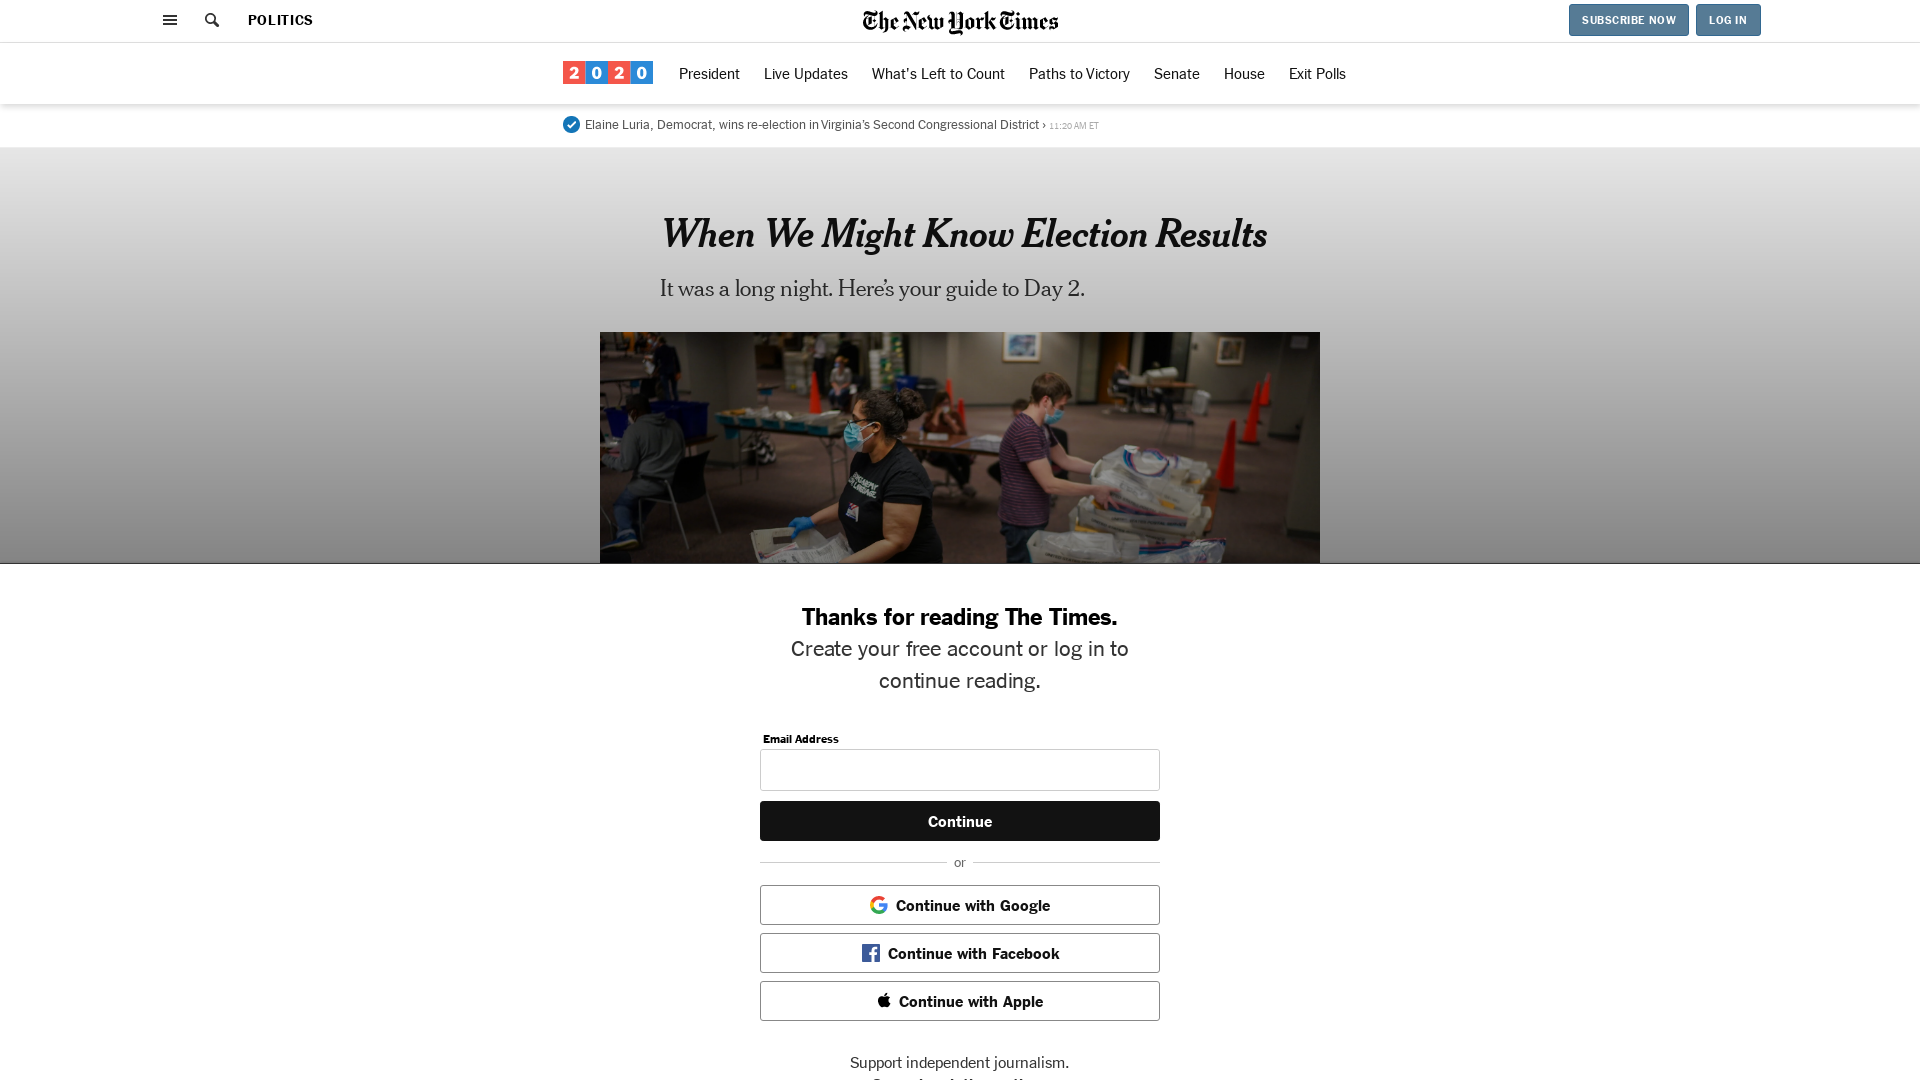 POLITICS
The New York Times
SUBSCRIBE NOW
LOG IN
2020
President
Live Updates
What's Left to Count
Paths to Victory
Senate
House
Exit Polls
Elaine Luria, Democrat, wins re-election in Virginia’s Second Congressional District › 11:20 AM ET
When We Might Know Election Results
It was a long night. Here’s your guide to Day 2.
Thanks for reading The Times.
Create your free account or log in to
continue reading.
Email Address
Continue
or
Continue with Google
Continue with Facebook
Continue with Apple
Support independent journalism.